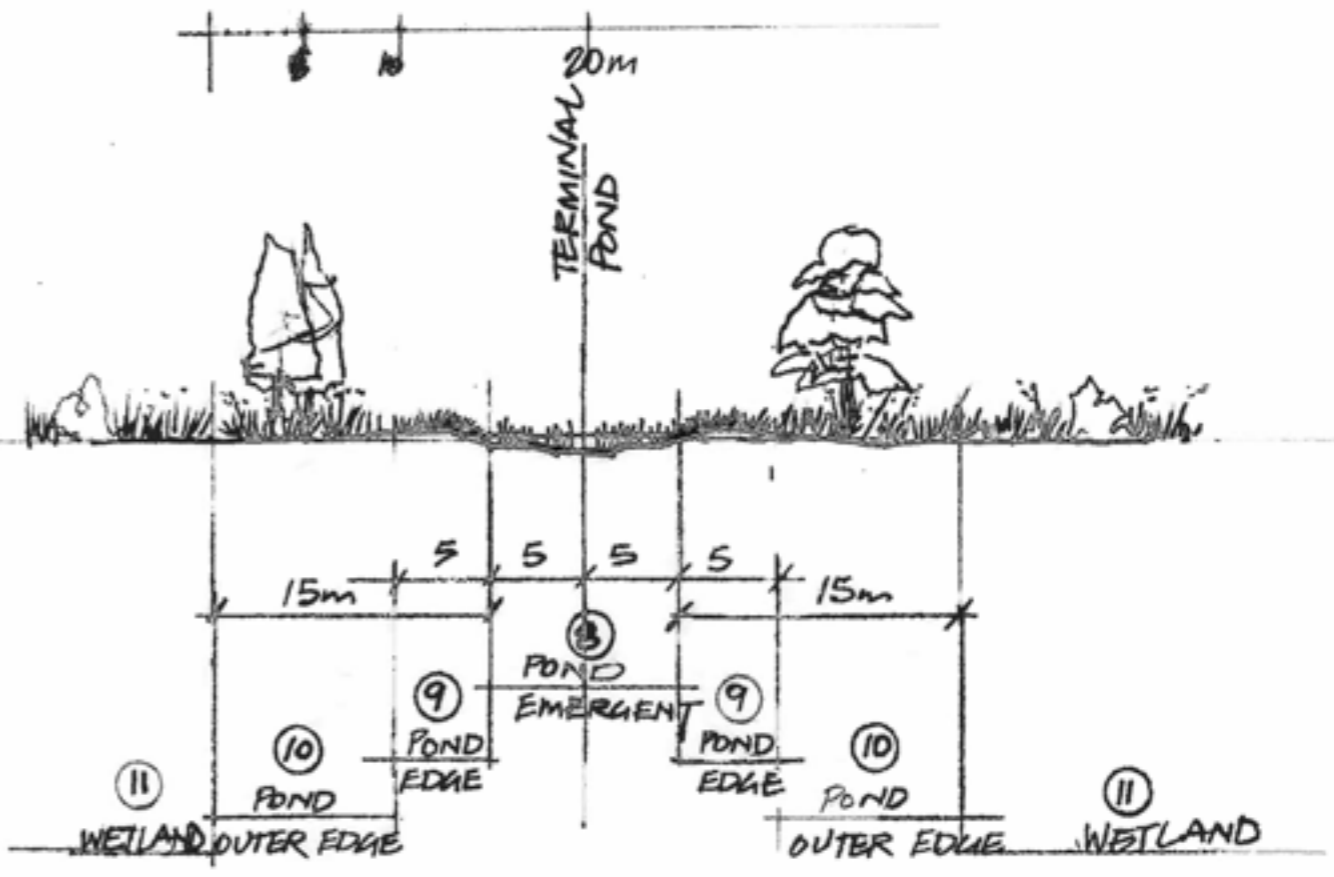 10
20m
TERMINAL
POND
5 5 5 5
15m 15m
POND
EMERGENT
9 9
POND POND
EDGE EDGE
10 10
POND POND
OUTER EDGE OUTER EDGE
11 11
WETLAND WETLAND